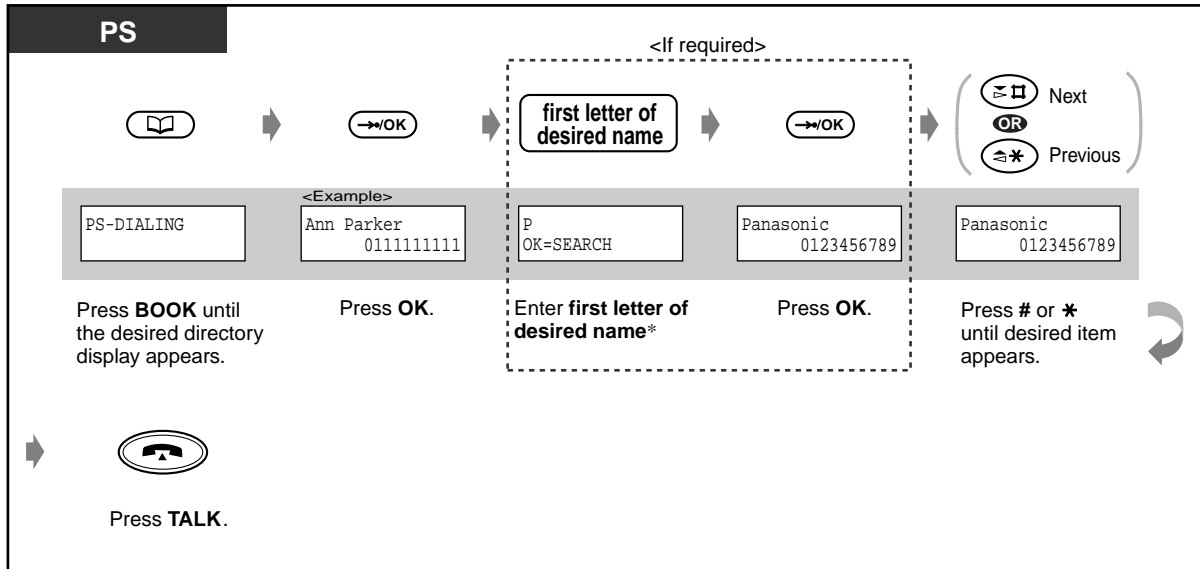 PS
<If required>
→/OK
first letter of
desired name
→/OK
# Next
OR
* Previous
<Example>
PS-DIALING
Ann Parker
0111111111
P
OK=SEARCH
Panasonic
0123456789
Panasonic
0123456789
Press BOOK until
the desired directory
display appears.
Press OK.
Enter first letter of
desired name*
Press OK.
Press # or *
until desired item
appears.
Press TALK.